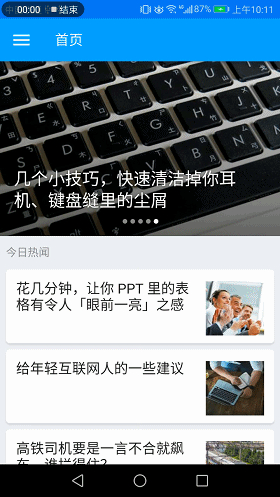 00:00 结束 87% 上午10:11
首页
几个小技巧，快速清洁掉你耳
机、键盘缝里的尘屑
今日热闻
花几分钟，让你 PPT 里的表
格有令人「眼前一亮」之感
给年轻互联网人的一些建议
高铁司机要是一言不合就飙
车，谁拦得住？